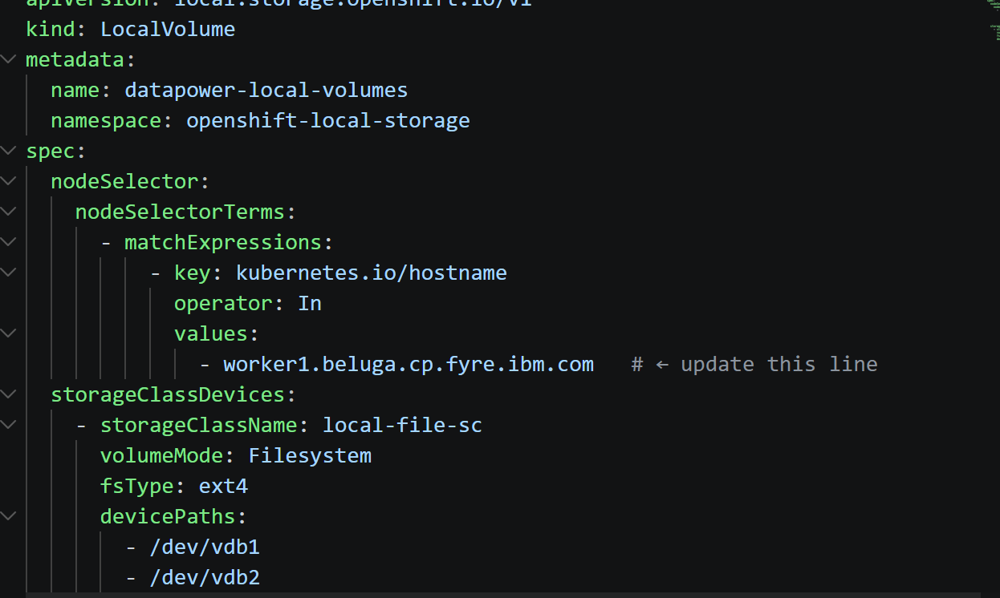 apiVersion: local.storage.openshift.io/v1
kind: LocalVolume
metadata:
  name: datapower-local-volumes
  namespace: openshift-local-storage
spec:
  nodeSelector:
    nodeSelectorTerms:
      - matchExpressions:
          - key: kubernetes.io/hostname
            operator: In
            values:
              - worker1.beluga.cp.fyre.ibm.com   # ← update this line
  storageClassDevices:
    - storageClassName: local-file-sc
      volumeMode: Filesystem
      fsType: ext4
      devicePaths:
        - /dev/vdb1
        - /dev/vdb2